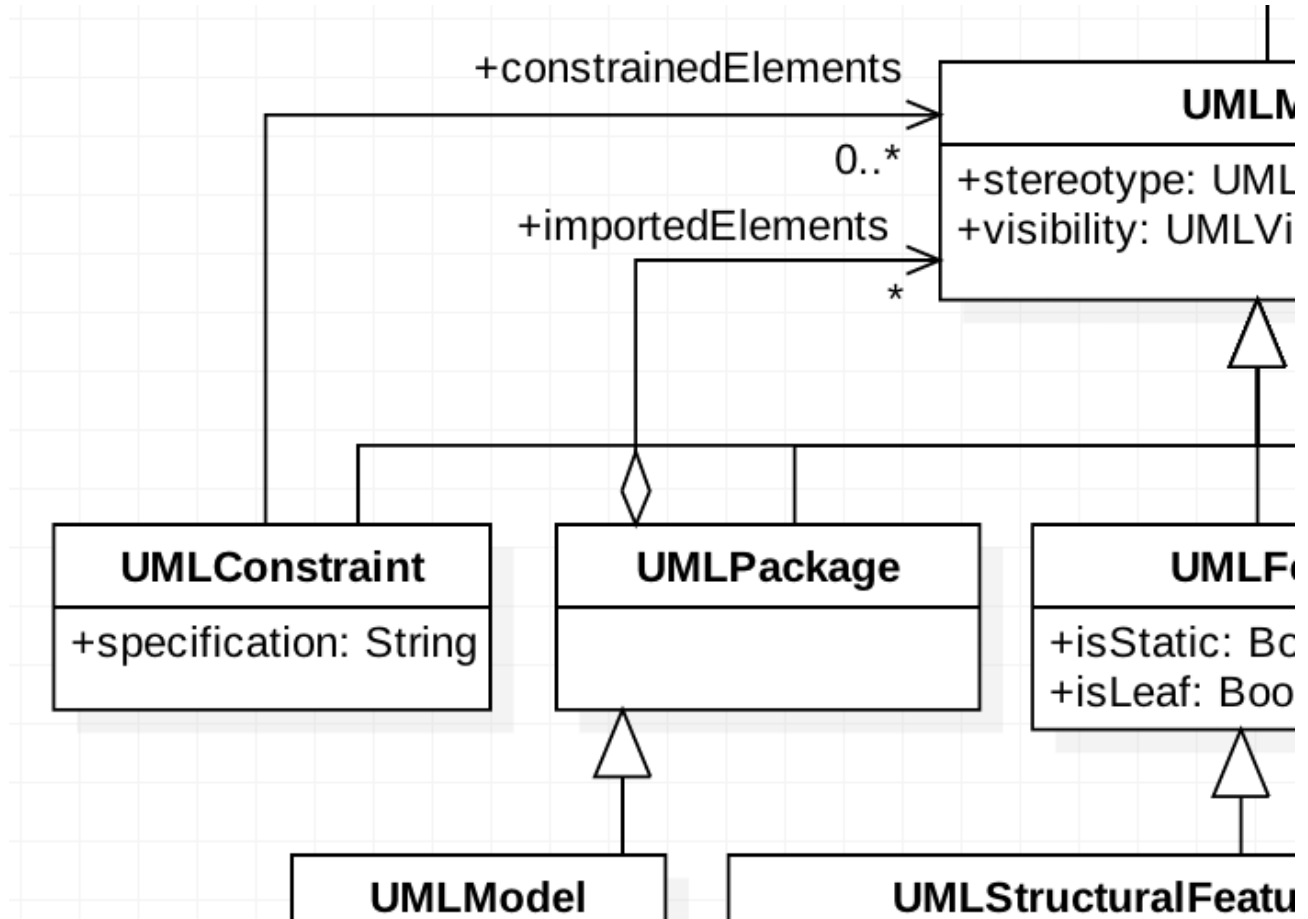 +constrainedElements
UMLM
0..*
+stereotype: UML
+importedElements
+visibility: UMLVi
*
UMLConstraint
UMLPackage
UMLFe
+specification: String
+isStatic: Bo
+isLeaf: Boo
UMLModel
UMLStructuralFeatu